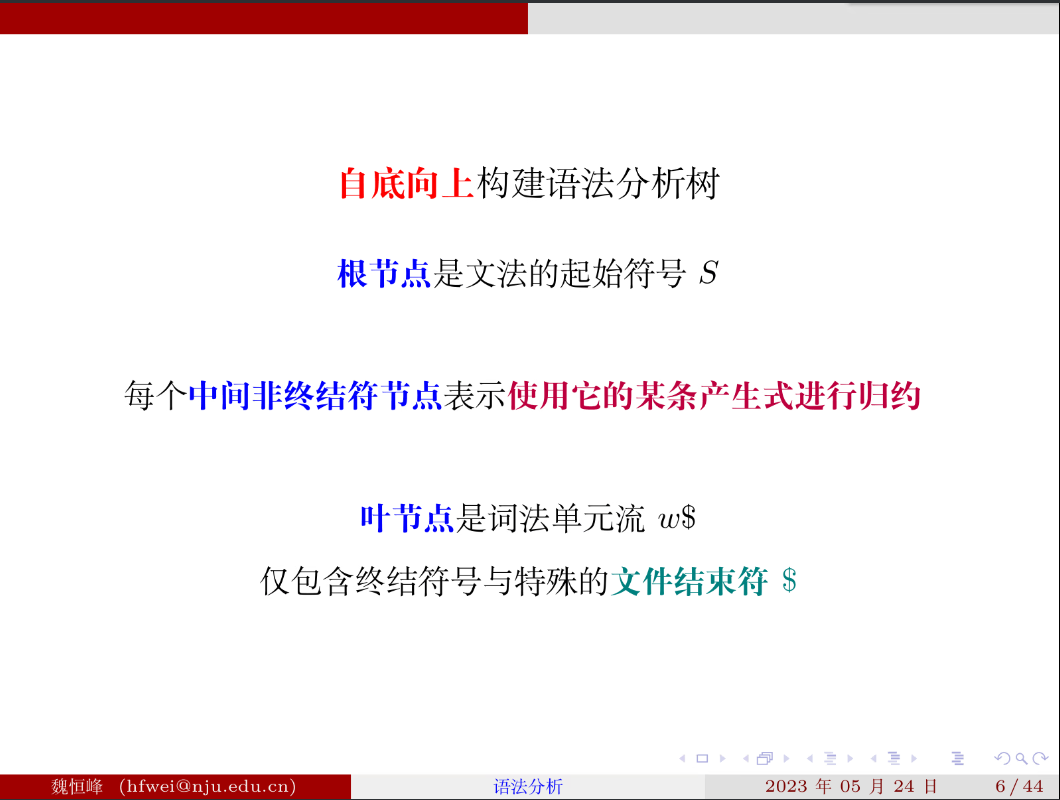 自底向上构建语法分析树
根节点是文法的起始符号 S
每个中间非终结符节点表示使用它的某条产生式进行归约
叶节点是词法单元流 w$
仅包含终结符号与特殊的文件结束符 $
魏恒峰 (hfwei@nju.edu.cn) 语法分析 2023 年 05 月 24 日 6 / 44